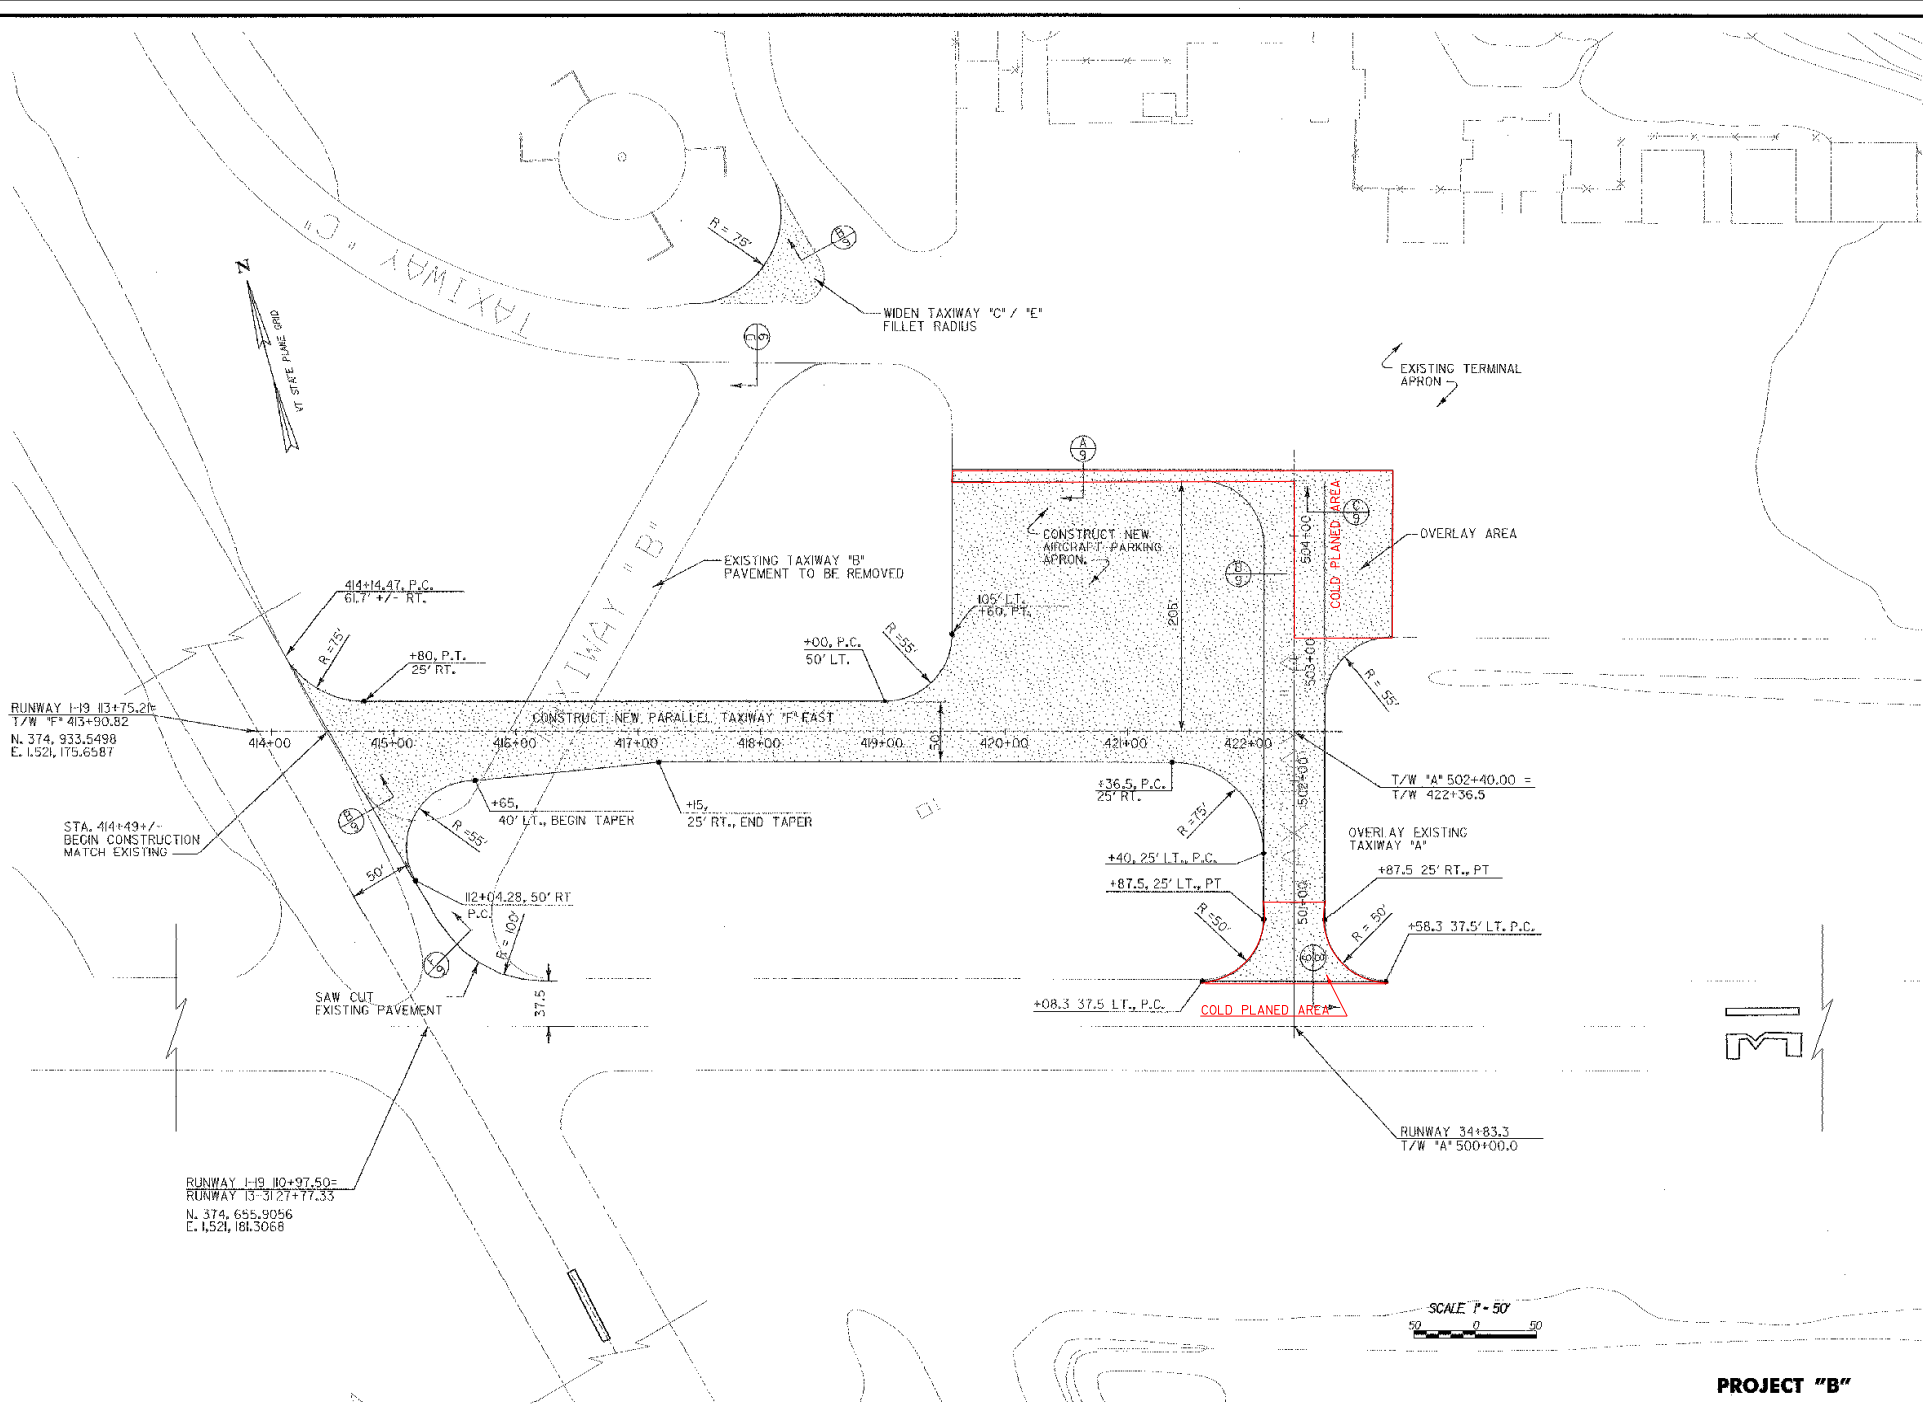 TAXIWAY "C"
R = 75'
B
9
N
VT STATE PLANE GRID
WIDEN TAXIWAY "C" / "E"
FILLET RADIUS
D
9
EXISTING TERMINAL
APRON
A
9
CONSTRUCT NEW
AIRCRAFT PARKING
APRON.
504+00
COLD PLANED AREA
C
9
OVERLAY AREA
B
9
205'
EXISTING TAXIWAY "B"
PAVEMENT TO BE REMOVED
TAXIWAY "B"
414+14.47, P.C.
61.7' +/- RT.
R =75'
+80, P.T.
25' RT.
+00, P.C.
50' LT.
R =55'
105' LT.
+60, PT.
503+00
R = 55'
RUNWAY 1-19 113+75.21=
T/W "F" 413+90.82
N. 374, 933.5498
E. 1,521, 175.6587
CONSTRUCT NEW PARALLEL TAXIWAY "F" EAST
414+00
415+00
416+00
417+00
418+00
419+00
50'
420+00
421+00
422+00
502+00
T/W "A" 502+40.00 =
T/W 422+36.5
+36.5, P.C.
25' RT.
R =75'
+65,
40' LT., BEGIN TAPER
+15,
25' RT., END TAPER
STA. 414+49+/-
BEGIN CONSTRUCTION
MATCH EXISTING
R =55'
OVERLAY EXISTING
TAXIWAY "A"
+40, 25' LT., P.C.
+87.5, 25' LT., PT
+87.5 25' RT., PT
50'
112+04.28, 50' RT
P.C.
R = 100'
501+00
R =50'
R = 50'
+58.3 37.5' LT. P.C.
F
9
SAW CUT
EXISTING PAVEMENT
37.5
+08.3 37.5 LT., P.C.
COLD PLANED AREA
RUNWAY 34+83.3
T/W "A" 500+00.0
RUNWAY 1-19 110+97.50=
RUNWAY 13-31 27+77.33
N. 374, 655.9056
E. 1,521, 181.3068
SCALE 1" = 50'
50 0 50
PROJECT "B"